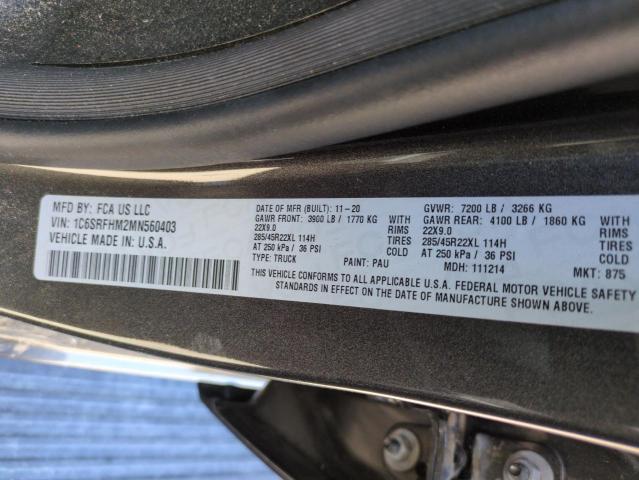 MFD BY: FCA US LLC
VIN: 1C6SRFHM2MN560403
VEHICLE MADE IN U.S.A.
DATE OF MFR (BUILT): 11-20
GAWR FRONT: 3900 LB / 1770 KG WITH
22X9.0 RIMS
285/45R22XL 114H TIRES
AT 250 kPa / 36 PSI COLD
TYPE: TRUCK PAINT: PAU
GVWR: 7200 LB / 3266 KG
GAWR REAR: 4100 LB / 1860 KG WITH
22X9.0 RIMS
285/45R22XL 114H TIRES
AT 250 kPa / 36 PSI COLD
MDH: 111214 MKT: 875
THIS VEHICLE CONFORMS TO ALL APPLICABLE U.S.A. FEDERAL MOTOR VEHICLE SAFETY
STANDARDS IN EFFECT ON THE DATE OF MANUFACTURE SHOWN ABOVE.